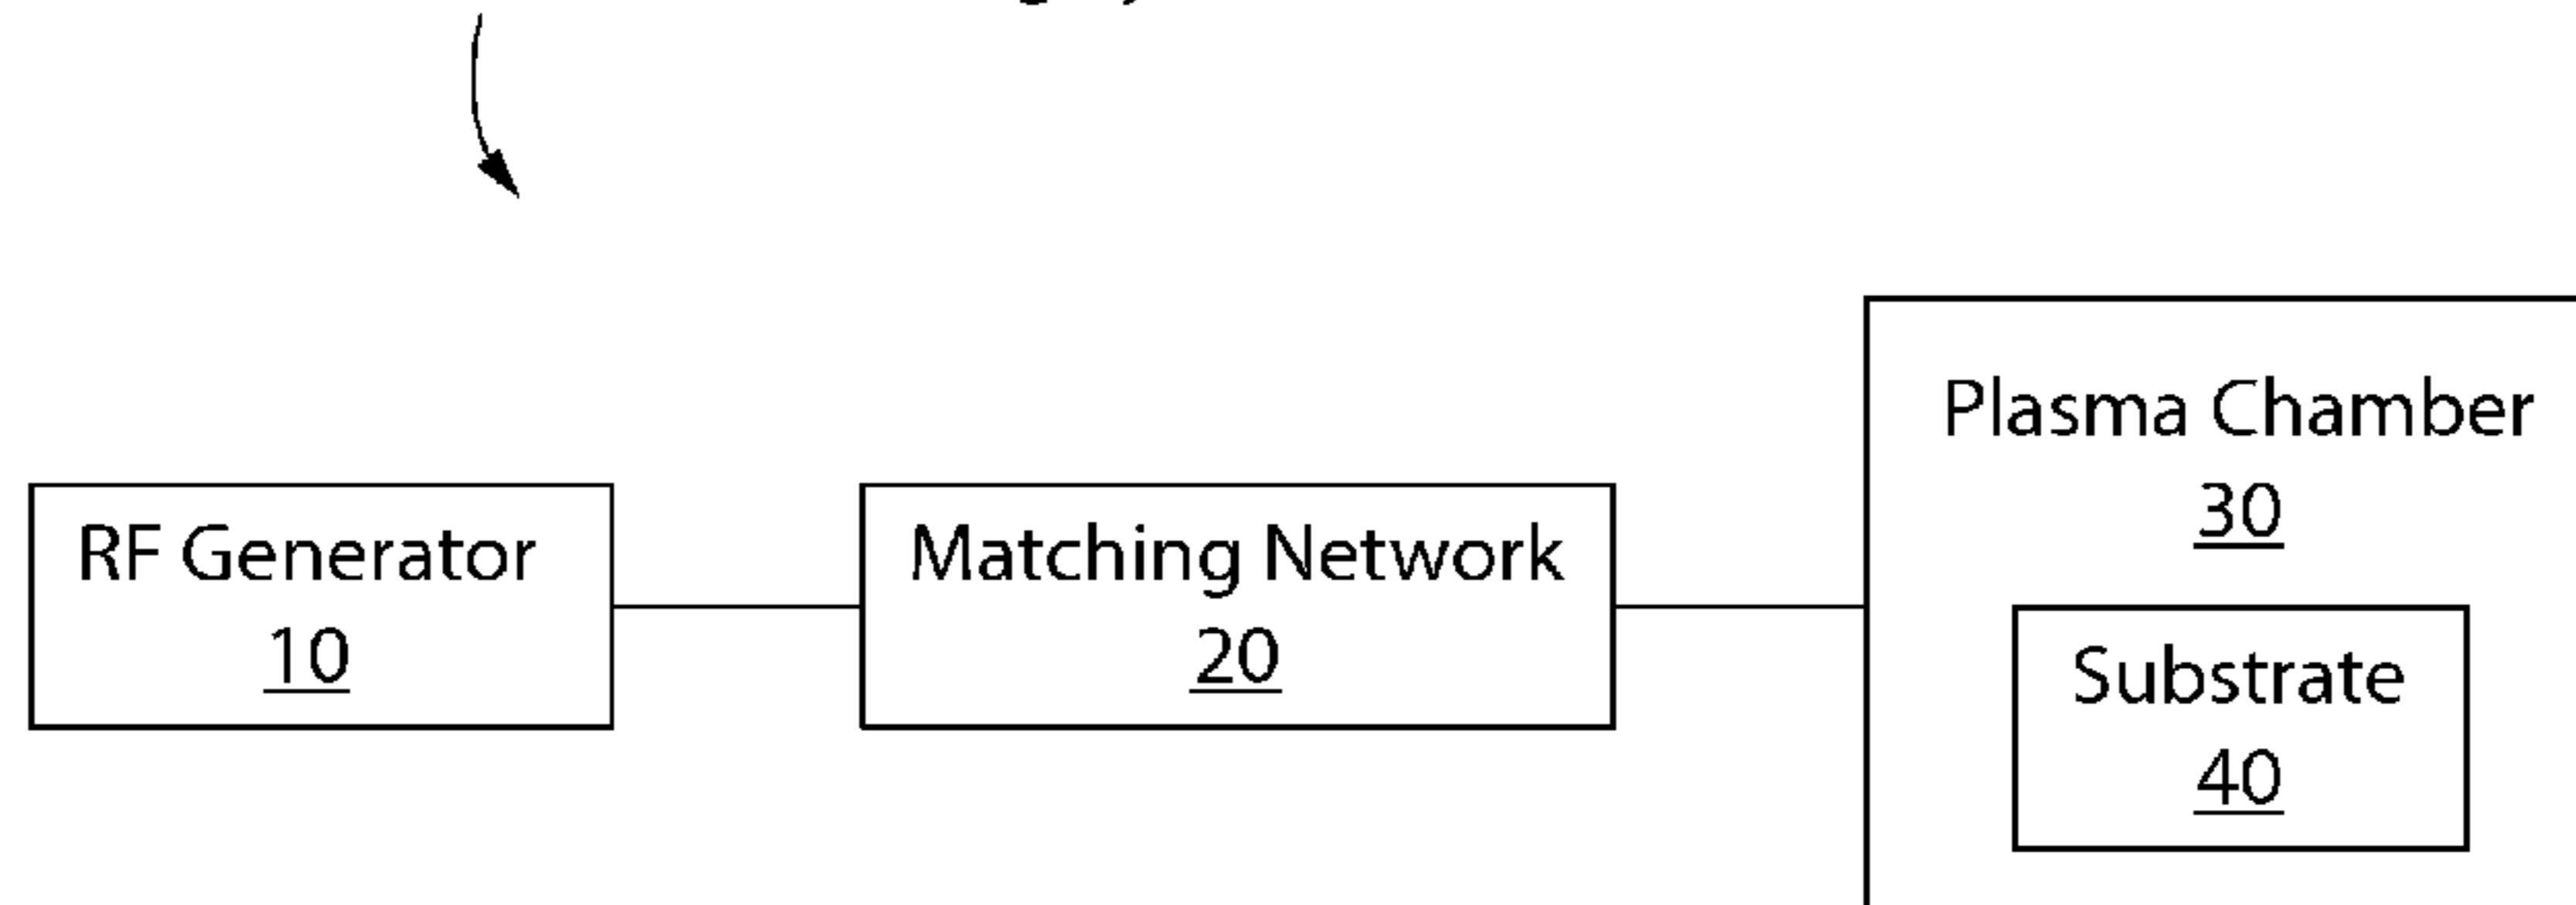 RF Generator
10
Matching Network
20
Plasma Chamber
30
Substrate
40